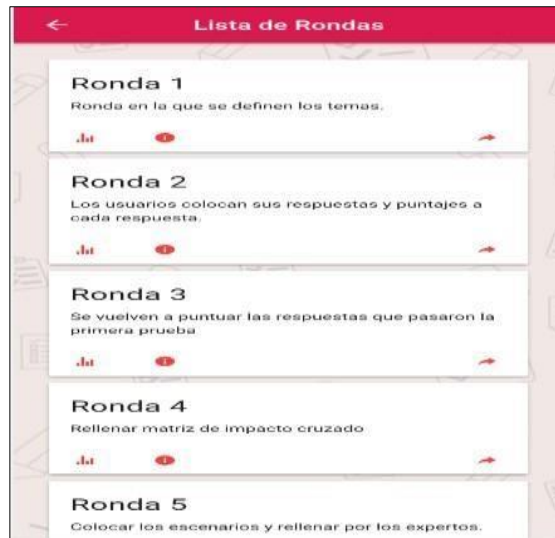 Lista de Rondas
Ronda 1
Ronda en la que se definen los temas.
Ronda 2
Los usuarios colocan sus respuestas y puntajes a
cada respuesta.
Ronda 3
Se vuelven a puntuar las respuestas que pasaron la
primera prueba
Ronda 4
Rellenar matriz de impacto cruzado
Ronda 5
Colocar los escenarios y rellenar por los expertos.